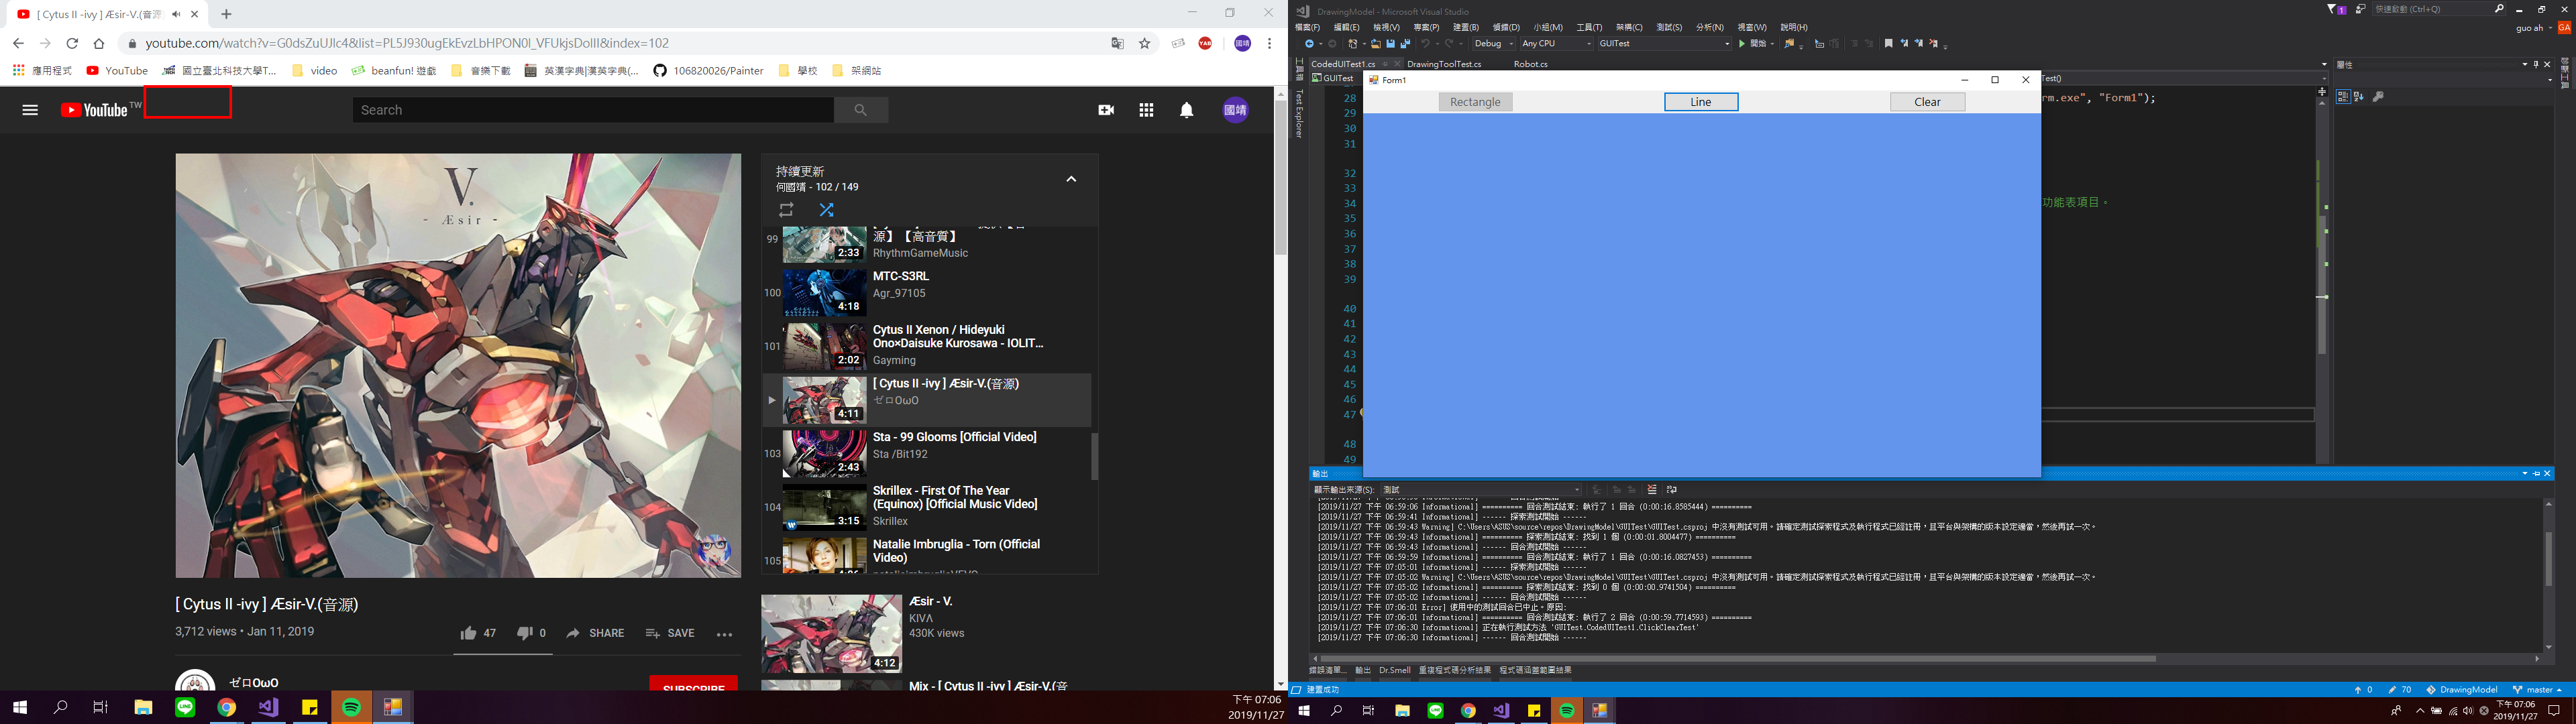 [ Cytus II -ivy ] Æsir-V.(音源)
youtube.com/watch?v=G0dsZuUJlc4&list=PL5J930ugEkEvzLbHPON0l_VFUkjsDolII&index=102
應用程式 YouTube 國立臺北科技大學T... video beanfun! 遊戲 音樂下載 英漢字典|漢英字典(... 106820026/Painter 學校 架網站
YouTube TW
Search
國靖
V.
- Æsir -
持續更新
何國靖 - 102 / 149
99
源】【高音質】
RhythmGameMusic
2:33
100
MTC-S3RL
Agr_97105
4:18
101
Cytus II Xenon / Hideyuki
Ono×Daisuke Kurosawa - IOLIT...
Gayming
2:02
[ Cytus II -ivy ] Æsir-V.(音源)
ゼロOωO
4:11
103
Sta - 99 Glooms [Official Video]
Sta /Bit192
2:43
104
Skrillex - First Of The Year
(Equinox) [Official Music Video]
Skrillex
3:15
105
Natalie Imbruglia - Torn (Official
Video)
[ Cytus II -ivy ] Æsir-V.(音源)
3,712 views • Jan 11, 2019
47 0 SHARE SAVE
ゼロOωO
SUBSCRIBE
Æsir - V.
KIVΛ
430K views
4:12
Mix - [ Cytus II -ivy ] Æsir-V.(音
下午 07:06
2019/11/27
DrawingModel - Microsoft Visual Studio
快速啟動 (Ctrl+Q)
檔案(F) 編輯(E) 檢視(V) 專案(P) 建置(B) 偵錯(D) 小組(M) 工具(T) 架構(C) 測試(S) 分析(N) 視窗(W) 說明(H)
guo ah GA
Debug Any CPU GUITest 開始
CodedUITest1.cs DrawingToolTest.cs Robot.cs
GUITest
Test()
Test Explorer
屬性
Form1
Rectangle Line Clear
rm.exe", "Form1");
功能表項目。
28
29
30
31
32
33
34
35
36
37
38
39
40
41
42
43
44
45
46
47
48
49
輸出
顯示輸出來源(S): 測試
[2019/11/27 下午 06:59:06 Informational] ========== 回合測試結束: 執行了 1 回合 (0:00:16.8585444) ==========
[2019/11/27 下午 06:59:41 Informational] ------ 探索測試開始 ------
[2019/11/27 下午 06:59:43 Warning] C:\Users\ASUS\source\repos\DrawingModel\GUITest\GUITest.csproj 中沒有測試可用。請確定測試探索程式及執行程式已經註冊，且平台與架構的版本設定適當，然後再試一次。
[2019/11/27 下午 06:59:43 Informational] ========== 探索測試結束: 找到 1 個 (0:00:01.8004477) ==========
[2019/11/27 下午 06:59:43 Informational] ------ 回合測試開始 ------
[2019/11/27 下午 06:59:59 Informational] ========== 回合測試結束: 執行了 1 回合 (0:00:16.0827453) ==========
[2019/11/27 下午 07:05:01 Informational] ------ 探索測試開始 ------
[2019/11/27 下午 07:05:02 Warning] C:\Users\ASUS\source\repos\DrawingModel\GUITest\GUITest.csproj 中沒有測試可用。請確定測試探索程式及執行程式已經註冊，且平台與架構的版本設定適當，然後再試一次。
[2019/11/27 下午 07:05:02 Informational] ========== 探索測試結束: 找到 0 個 (0:00:00.9741504) ==========
[2019/11/27 下午 07:05:02 Informational] ------ 回合測試開始 ------
[2019/11/27 下午 07:06:01 Error] 使用中的測試回合已中止。原因:
[2019/11/27 下午 07:06:01 Informational] ========== 回合測試結束: 執行了 2 回合 (0:00:59.7714593) ==========
[2019/11/27 下午 07:06:30 Informational] 正在執行測試方法 'GUITest.CodedUITest1.ClickClearTest'
[2019/11/27 下午 07:06:30 Informational] ------ 回合測試開始 ------
錯誤清單... 輸出 Dr.Smell 重複程式碼分析結果 程式碼涵蓋範圍結果
建置成功
0 70 DrawingModel master
下午 07:06
2019/11/27